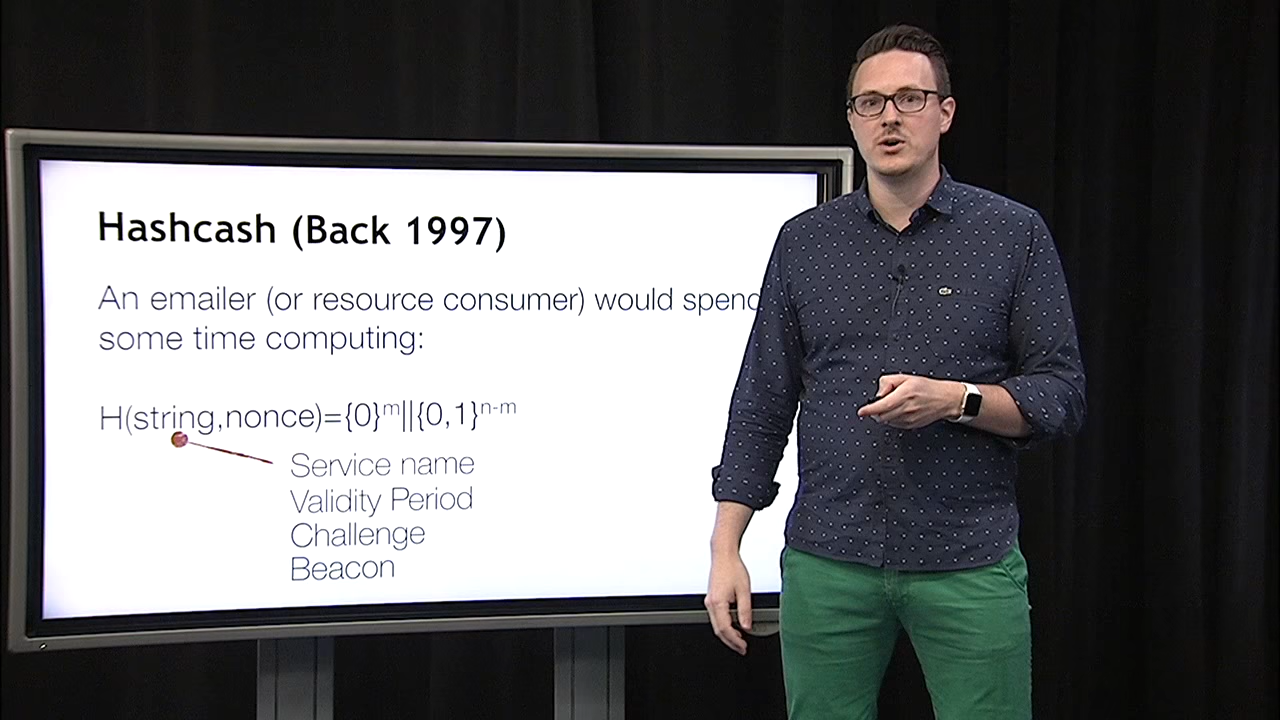 Hashcash (Back 1997)
An emailer (or resource consumer) would spend
some time computing:
H(string,nonce)={0}ᵐ||{0,1}ⁿ⁻ᵐ
Service name
Validity Period
Challenge
Beacon